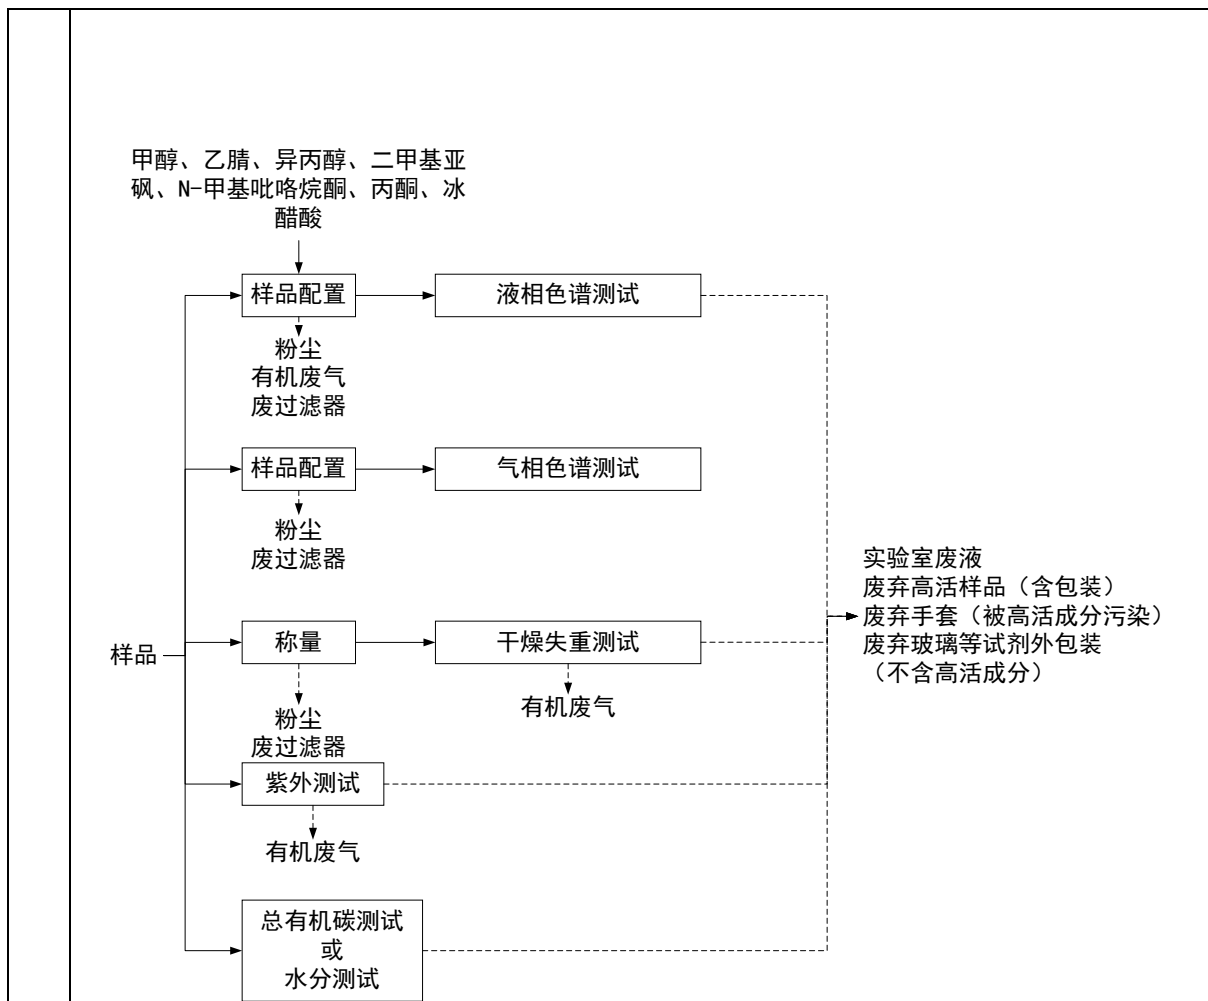 甲醇、乙腈、异丙醇、二甲基亚
砜、N-甲基吡咯烷酮、丙酮、冰
醋酸
样品配置
液相色谱测试
粉尘
有机废气
废过滤器
样品配置
气相色谱测试
粉尘
废过滤器
实验室废液
废弃高活样品（含包装）
废弃手套（被高活成分污染）
废弃玻璃等试剂外包装
（不含高活成分）
样品
称量
干燥失重测试
有机废气
粉尘
废过滤器
紫外测试
有机废气
总有机碳测试
或
水分测试